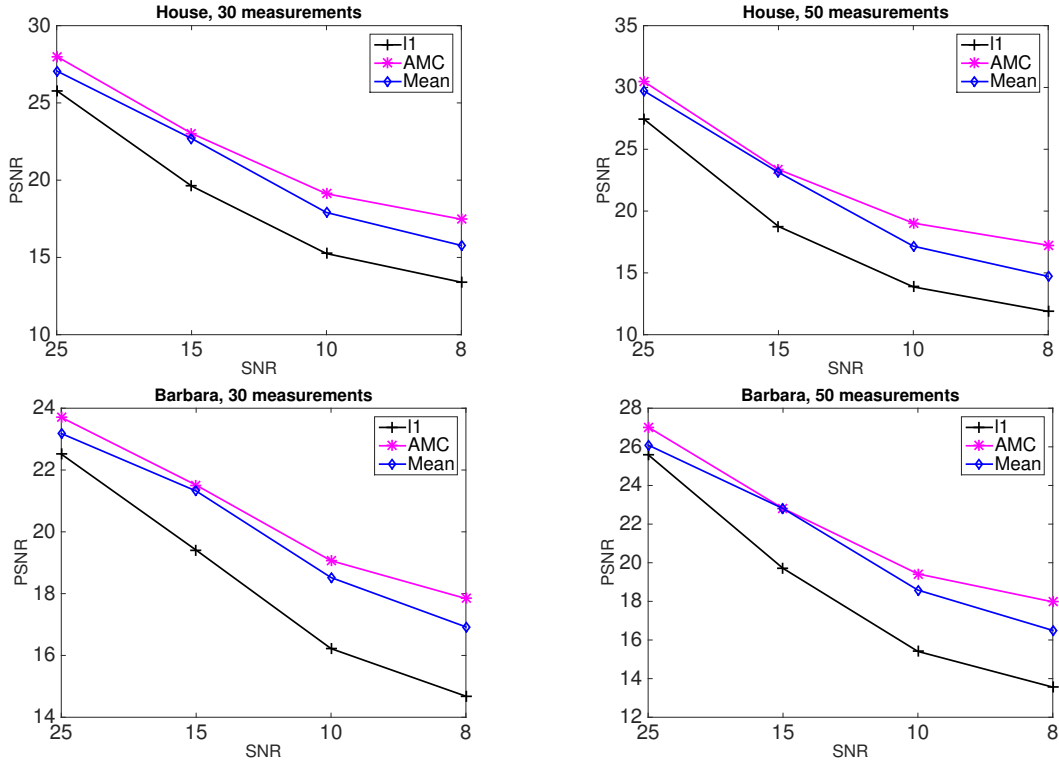 House, 30 measurements
30
25
20
15
10
PSNR
25
15
10
8
SNR
l1
AMC
Mean
House, 50 measurements
35
30
25
20
15
10
PSNR
25
15
10
8
SNR
l1
AMC
Mean
Barbara, 30 measurements
24
22
20
18
16
14
PSNR
25
15
10
8
SNR
l1
AMC
Mean
Barbara, 50 measurements
28
26
24
22
20
18
16
14
12
PSNR
25
15
10
8
SNR
l1
AMC
Mean